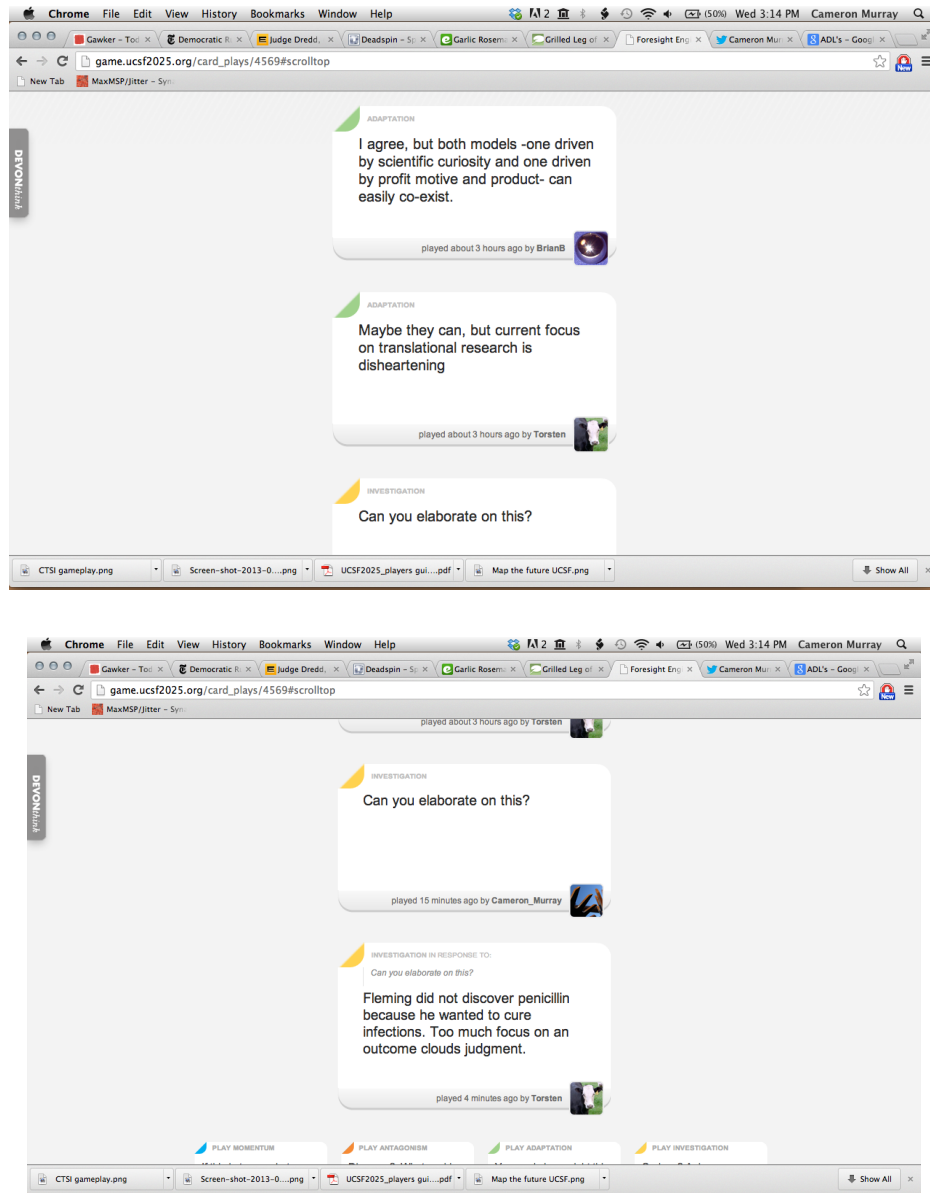 Chrome File Edit View History Bookmarks Window Help 2 (50%) Wed 3:14 PM Cameron Murray
Gawker – Tod Democratic R Judge Dredd, Deadspin – Sp Garlic Rosema Grilled Leg of Foresight Eng Cameron Mur ADL's – Googl
game.ucsf2025.org/card_plays/4569#scrolltop
New
New Tab MaxMSP/Jitter – Syn
DEVONthink
ADAPTATION
I agree, but both models -one driven
by scientific curiosity and one driven
by profit motive and product- can
easily co-exist.
played about 3 hours ago by BrianB
ADAPTATION
Maybe they can, but current focus
on translational research is
disheartening
played about 3 hours ago by Torsten
INVESTIGATION
Can you elaborate on this?
CTSI gameplay.png Screen-shot-2013-0....png UCSF2025_players gui....pdf Map the future UCSF.png Show All
Chrome File Edit View History Bookmarks Window Help 2 (50%) Wed 3:14 PM Cameron Murray
Gawker – Tod Democratic R Judge Dredd, Deadspin – Sp Garlic Rosema Grilled Leg of Foresight Eng Cameron Mur ADL's – Googl
game.ucsf2025.org/card_plays/4569#scrolltop
New
New Tab MaxMSP/Jitter – Syn
played about 3 hours ago by Torsten
DEVONthink
INVESTIGATION
Can you elaborate on this?
played 15 minutes ago by Cameron_Murray
INVESTIGATION IN RESPONSE TO:
Can you elaborate on this?
Fleming did not discover penicillin
because he wanted to cure
infections. Too much focus on an
outcome clouds judgment.
played 4 minutes ago by Torsten
PLAY MOMENTUM PLAY ANTAGONISM PLAY ADAPTATION PLAY INVESTIGATION
CTSI gameplay.png Screen-shot-2013-0....png UCSF2025_players gui....pdf Map the future UCSF.png Show All